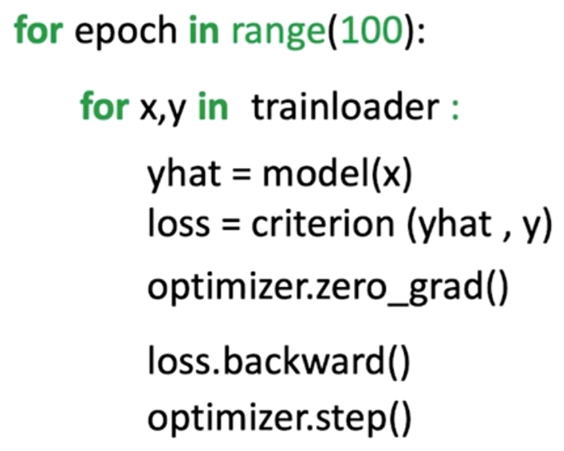 for epoch in range(100):
for x,y in trainloader :
yhat = model(x)
loss = criterion (yhat , y)
optimizer.zero_grad()
loss.backward()
optimizer.step()